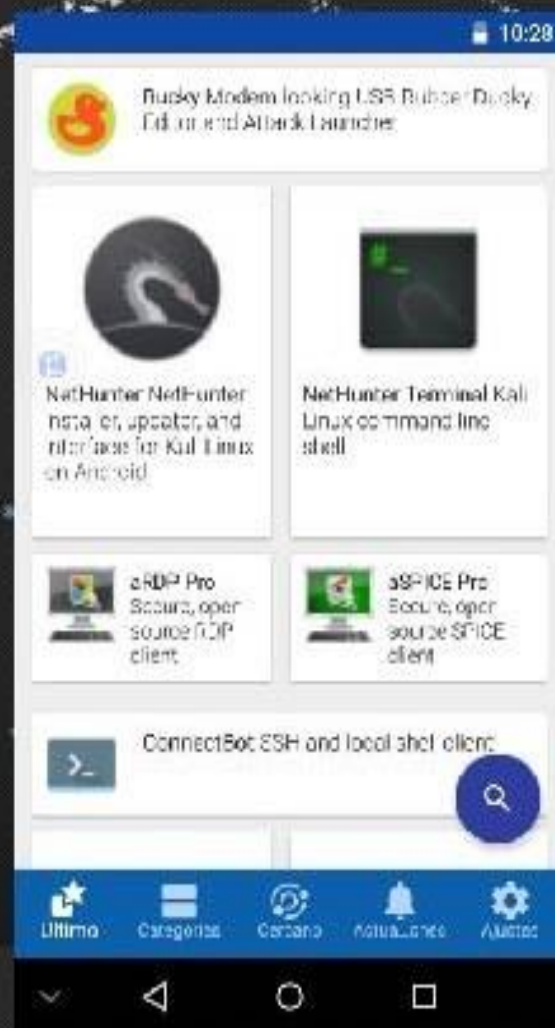 10:28
Rucky Modern looking USB Rubber Ducky
Editor and Attack Launcher
NetHunter NetHunter
installer, updater, and
interface for Kali Linux
on Android
NetHunter Terminal Kali
Linux command line
shell
aRDP Pro
Secure, open
source RDP
client
aSPICE Pro
Secure, open
source SPICE
client
ConnectBot SSH and local shell client
Último
Categorías
Cercano
Ajustes